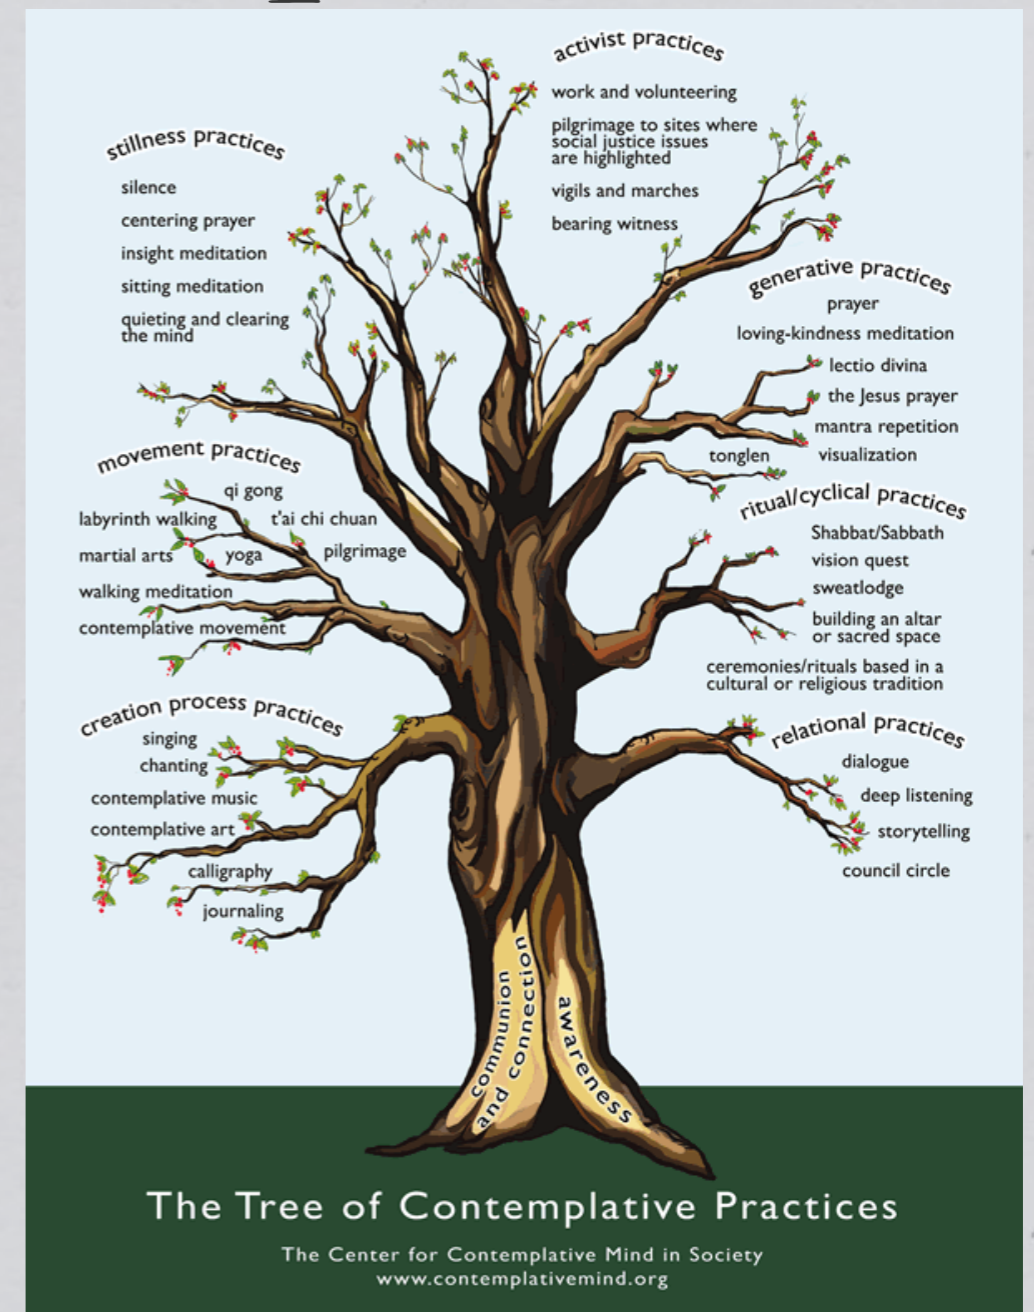 activist practices
work and volunteering
pilgrimage to sites where
social justice issues
are highlighted
vigils and marches
bearing witness
stillness practices
silence
centering prayer
insight meditation
sitting meditation
quieting and clearing
the mind
generative practices
prayer
loving-kindness meditation
lectio divina
the Jesus prayer
mantra repetition
tonglen
visualization
movement practices
qi gong
labyrinth walking
t'ai chi chuan
martial arts
yoga
pilgrimage
walking meditation
contemplative movement
ritual/cyclical practices
Shabbat/Sabbath
vision quest
sweatlodge
building an altar
or sacred space
ceremonies/rituals based in a
cultural or religious tradition
creation process practices
singing
chanting
contemplative music
contemplative art
calligraphy
journaling
relational practices
dialogue
deep listening
storytelling
council circle
communion
and connection
awareness
The Tree of Contemplative Practices
The Center for Contemplative Mind in Society
www.contemplativemind.org